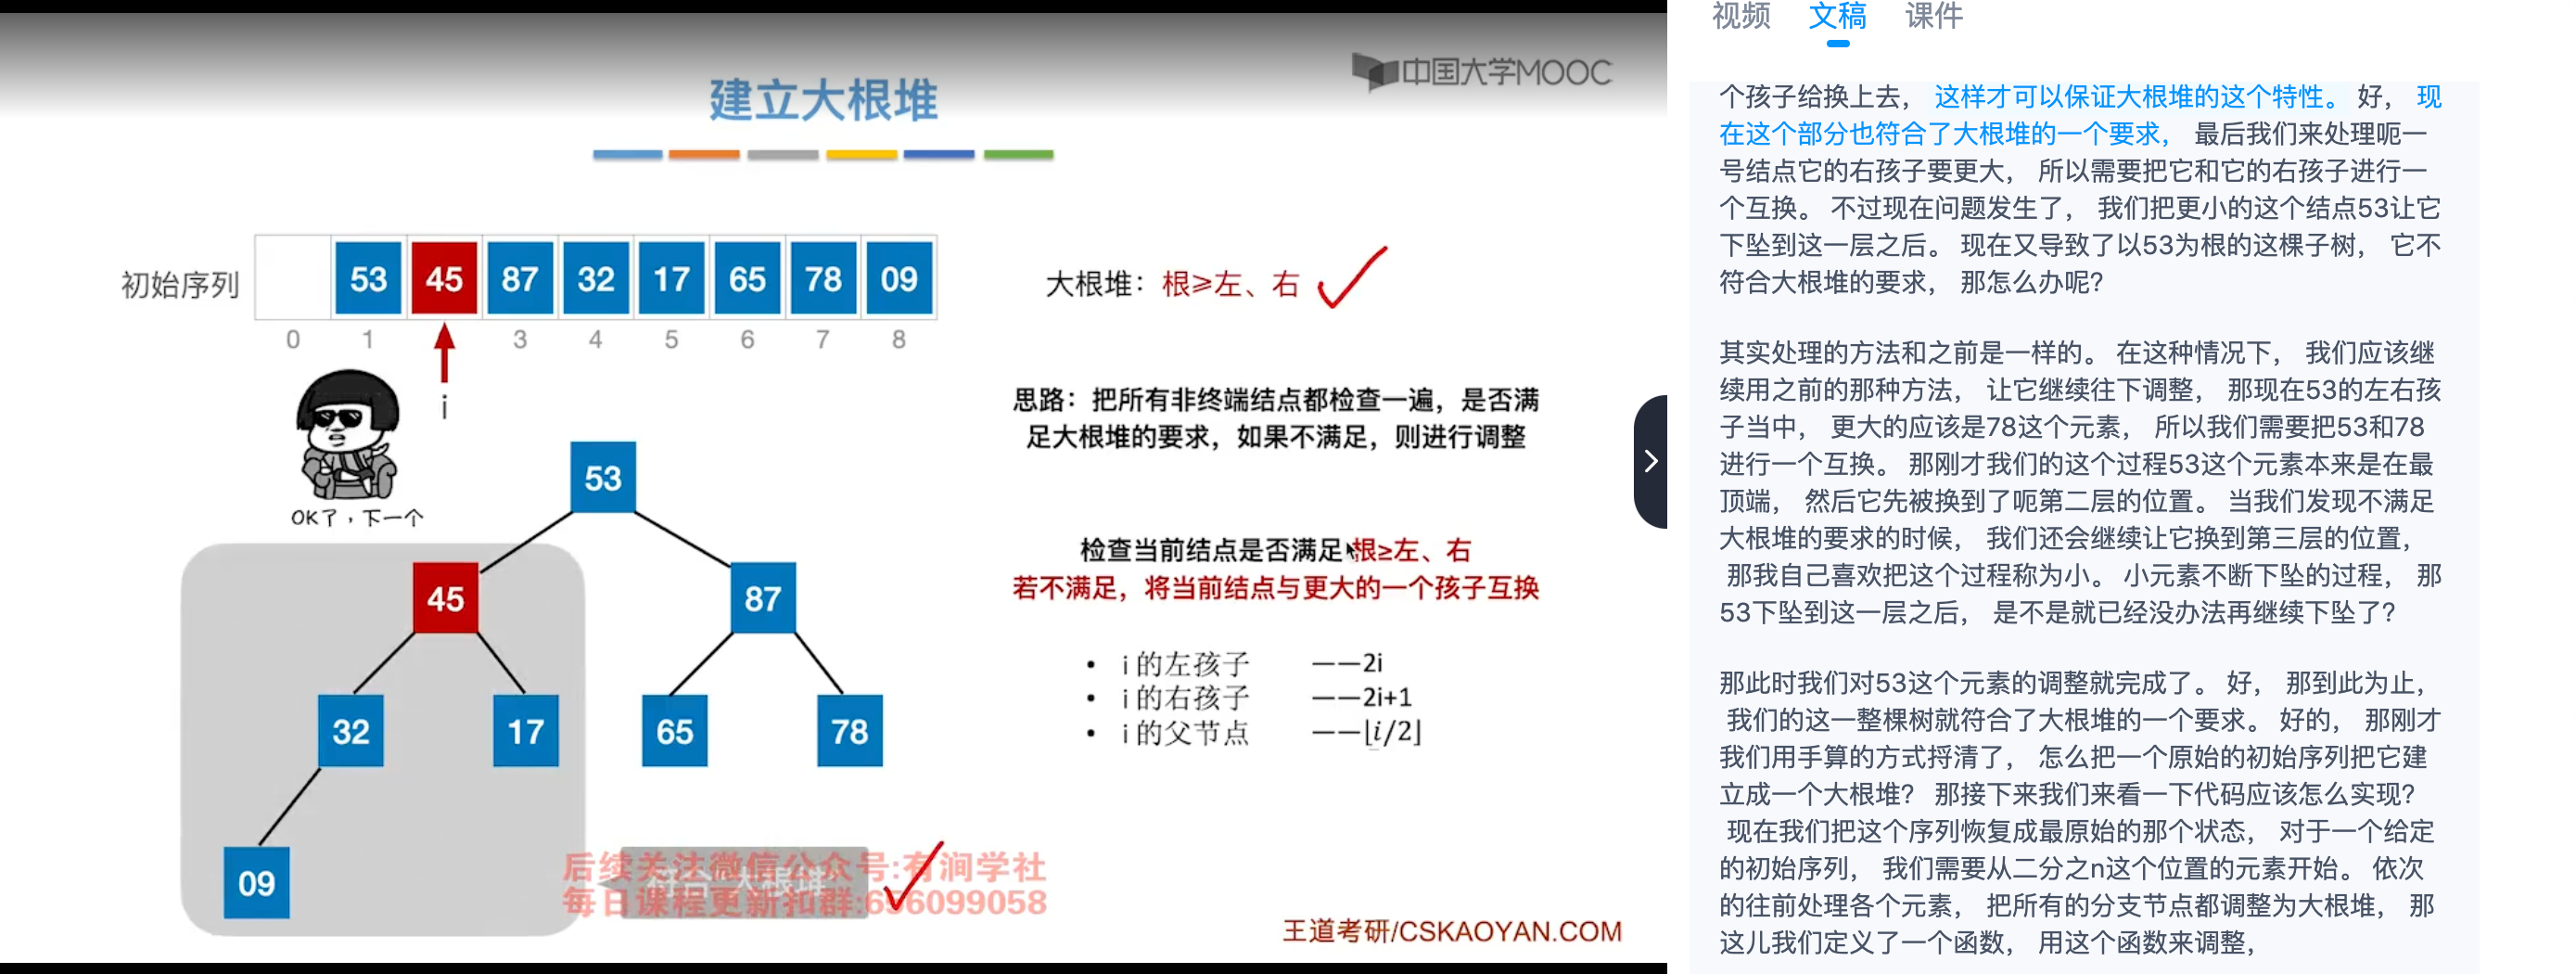 中国大学MOOC
建立大根堆
初始序列
53 45 87 32 17 65 78 09
0 1 3 4 5 6 7 8
i
OK了，下一个
53
45 87
32 17 65 78
09
大根堆：根≥左、右
思路：把所有非终端结点都检查一遍，是否满
足大根堆的要求，如果不满足，则进行调整
检查当前结点是否满足 根≥左、右
若不满足，将当前结点与更大的一个孩子互换
• i 的左孩子 ——2i
• i 的右孩子 ——2i+1
• i 的父节点 ——⌊i/2⌋
后续关注微信公众号:有涧学社
每日课程更新扣群:656099058
王道考研/CSKAOYAN.COM
视频 文稿 课件
个孩子给换上去， 这样才可以保证大根堆的这个特性。 好， 现
在这个部分也符合了大根堆的一个要求， 最后我们来处理呃一
号结点它的右孩子要更大， 所以需要把它和它的右孩子进行一
个互换。 不过现在问题发生了， 我们把更小的这个结点53让它
下坠到这一层之后。 现在又导致了以53为根的这棵子树， 它不
符合大根堆的要求， 那怎么办呢?
其实处理的方法和之前是一样的。 在这种情况下， 我们应该继
续用之前的那种方法， 让它继续往下调整， 那现在53的左右孩
子当中， 更大的应该是78这个元素， 所以我们需要把53和78
进行一个互换。 那刚才我们的这个过程53这个元素本来是在最
顶端， 然后它先被换到了呃第二层的位置。 当我们发现不满足
大根堆的要求的时候， 我们还会继续让它换到第三层的位置，
那我自己喜欢把这个过程称为小。 小元素不断下坠的过程， 那
53下坠到这一层之后， 是不是就已经没办法再继续下坠了?
那此时我们对53这个元素的调整就完成了。 好， 那到此为止，
我们的这一整棵树就符合了大根堆的一个要求。 好的， 那刚才
我们用手算的方式捋清了， 怎么把一个原始的初始序列把它建
立成一个大根堆? 那接下来我们来看一下代码应该怎么实现?
现在我们把这个序列恢复成最原始的那个状态， 对于一个给定
的初始序列， 我们需要从二分之n这个位置的元素开始。 依次
的往前处理各个元素， 把所有的分支节点都调整为大根堆， 那
这儿我们定义了一个函数， 用这个函数来调整，